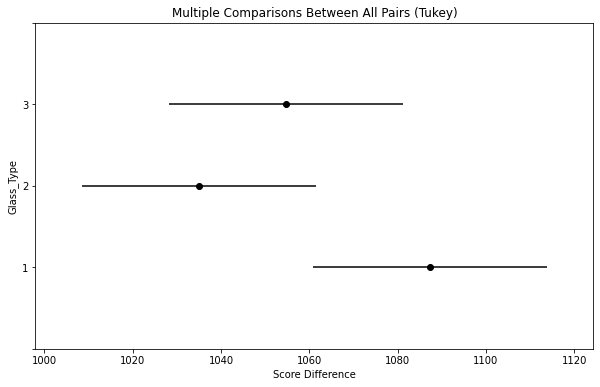 Multiple Comparisons Between All Pairs (Tukey)
3
2
1
Glass_Type
1000 1020 1040 1060 1080 1100 1120
Score Difference